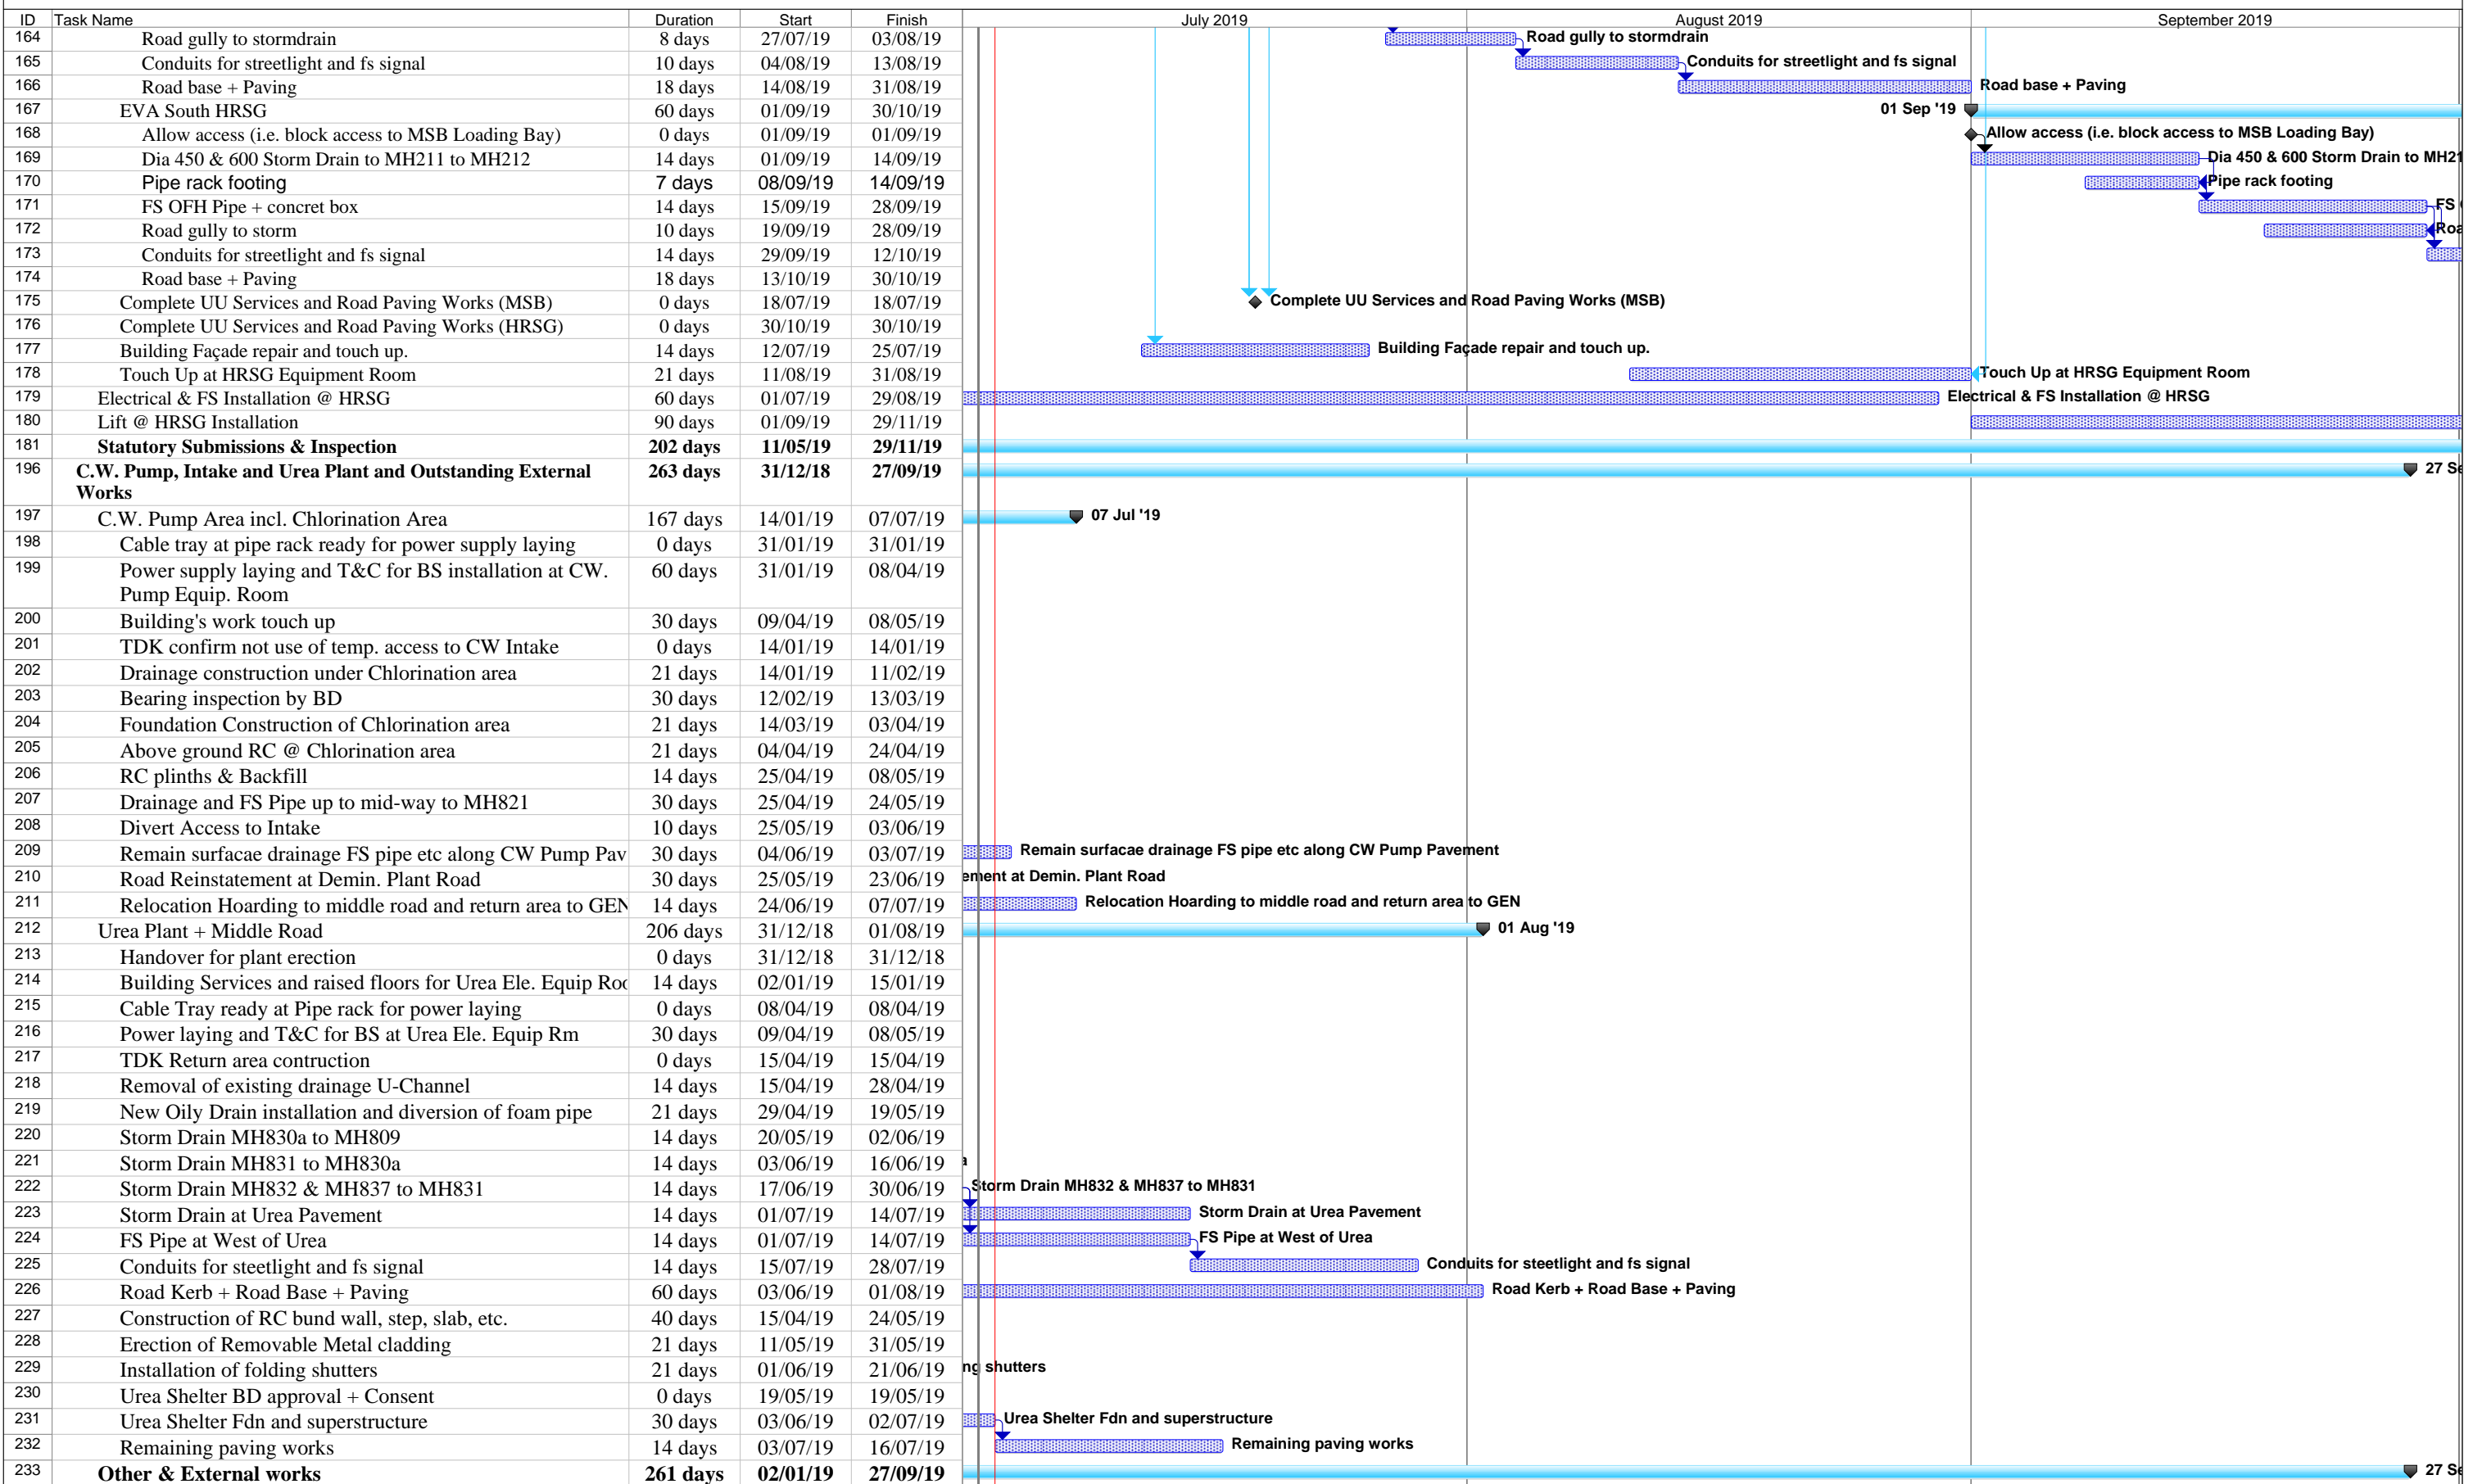 ID Task Name Duration Start Finish July 2019 August 2019 September 2019
164 Road gully to stormdrain 8 days 27/07/19 03/08/19 Road gully to stormdrain
165 Conduits for streetlight and fs signal 10 days 04/08/19 13/08/19 Conduits for streetlight and fs signal
166 Road base + Paving 18 days 14/08/19 31/08/19 Road base + Paving
167 EVA South HRSG 60 days 01/09/19 30/10/19 01 Sep '19
168 Allow access (i.e. block access to MSB Loading Bay) 0 days 01/09/19 01/09/19 Allow access (i.e. block access to MSB Loading Bay)
169 Dia 450 & 600 Storm Drain to MH211 to MH212 14 days 01/09/19 14/09/19 Dia 450 & 600 Storm Drain to MH21
170 Pipe rack footing 7 days 08/09/19 14/09/19 Pipe rack footing
171 FS OFH Pipe + concret box 14 days 15/09/19 28/09/19 FS
172 Road gully to storm 10 days 19/09/19 28/09/19 Roa
173 Conduits for streetlight and fs signal 14 days 29/09/19 12/10/19
174 Road base + Paving 18 days 13/10/19 30/10/19
175 Complete UU Services and Road Paving Works (MSB) 0 days 18/07/19 18/07/19 Complete UU Services and Road Paving Works (MSB)
176 Complete UU Services and Road Paving Works (HRSG) 0 days 30/10/19 30/10/19
177 Building Façade repair and touch up. 14 days 12/07/19 25/07/19 Building Façade repair and touch up.
178 Touch Up at HRSG Equipment Room 21 days 11/08/19 31/08/19 Touch Up at HRSG Equipment Room
179 Electrical & FS Installation @ HRSG 60 days 01/07/19 29/08/19 Electrical & FS Installation @ HRSG
180 Lift @ HRSG Installation 90 days 01/09/19 29/11/19
181 Statutory Submissions & Inspection 202 days 11/05/19 29/11/19
196 C.W. Pump, Intake and Urea Plant and Outstanding External 263 days 31/12/18 27/09/19 27 Se
Works
197 C.W. Pump Area incl. Chlorination Area 167 days 14/01/19 07/07/19 07 Jul '19
198 Cable tray at pipe rack ready for power supply laying 0 days 31/01/19 31/01/19
199 Power supply laying and T&C for BS installation at CW. 60 days 31/01/19 08/04/19
Pump Equip. Room
200 Building's work touch up 30 days 09/04/19 08/05/19
201 TDK confirm not use of temp. access to CW Intake 0 days 14/01/19 14/01/19
202 Drainage construction under Chlorination area 21 days 14/01/19 11/02/19
203 Bearing inspection by BD 30 days 12/02/19 13/03/19
204 Foundation Construction of Chlorination area 21 days 14/03/19 03/04/19
205 Above ground RC @ Chlorination area 21 days 04/04/19 24/04/19
206 RC plinths & Backfill 14 days 25/04/19 08/05/19
207 Drainage and FS Pipe up to mid-way to MH821 30 days 25/04/19 24/05/19
208 Divert Access to Intake 10 days 25/05/19 03/06/19
209 Remain surfacae drainage FS pipe etc along CW Pump Pav 30 days 04/06/19 03/07/19 Remain surfacae drainage FS pipe etc along CW Pump Pavement
210 Road Reinstatement at Demin. Plant Road 30 days 25/05/19 23/06/19 ement at Demin. Plant Road
211 Relocation Hoarding to middle road and return area to GEN 14 days 24/06/19 07/07/19 Relocation Hoarding to middle road and return area to GEN
212 Urea Plant + Middle Road 206 days 31/12/18 01/08/19 01 Aug '19
213 Handover for plant erection 0 days 31/12/18 31/12/18
214 Building Services and raised floors for Urea Ele. Equip Roo 14 days 02/01/19 15/01/19
215 Cable Tray ready at Pipe rack for power laying 0 days 08/04/19 08/04/19
216 Power laying and T&C for BS at Urea Ele. Equip Rm 30 days 09/04/19 08/05/19
217 TDK Return area contruction 0 days 15/04/19 15/04/19
218 Removal of existing drainage U-Channel 14 days 15/04/19 28/04/19
219 New Oily Drain installation and diversion of foam pipe 21 days 29/04/19 19/05/19
220 Storm Drain MH830a to MH809 14 days 20/05/19 02/06/19
221 Storm Drain MH831 to MH830a 14 days 03/06/19 16/06/19 a
222 Storm Drain MH832 & MH837 to MH831 14 days 17/06/19 30/06/19 Storm Drain MH832 & MH837 to MH831
223 Storm Drain at Urea Pavement 14 days 01/07/19 14/07/19 Storm Drain at Urea Pavement
224 FS Pipe at West of Urea 14 days 01/07/19 14/07/19 FS Pipe at West of Urea
225 Conduits for steetlight and fs signal 14 days 15/07/19 28/07/19 Conduits for steetlight and fs signal
226 Road Kerb + Road Base + Paving 60 days 03/06/19 01/08/19 Road Kerb + Road Base + Paving
227 Construction of RC bund wall, step, slab, etc. 40 days 15/04/19 24/05/19
228 Erection of Removable Metal cladding 21 days 11/05/19 31/05/19
229 Installation of folding shutters 21 days 01/06/19 21/06/19 ng shutters
230 Urea Shelter BD approval + Consent 0 days 19/05/19 19/05/19
231 Urea Shelter Fdn and superstructure 30 days 03/06/19 02/07/19 Urea Shelter Fdn and superstructure
232 Remaining paving works 14 days 03/07/19 16/07/19 Remaining paving works
233 Other & External works 261 days 02/01/19 27/09/19 27 Se